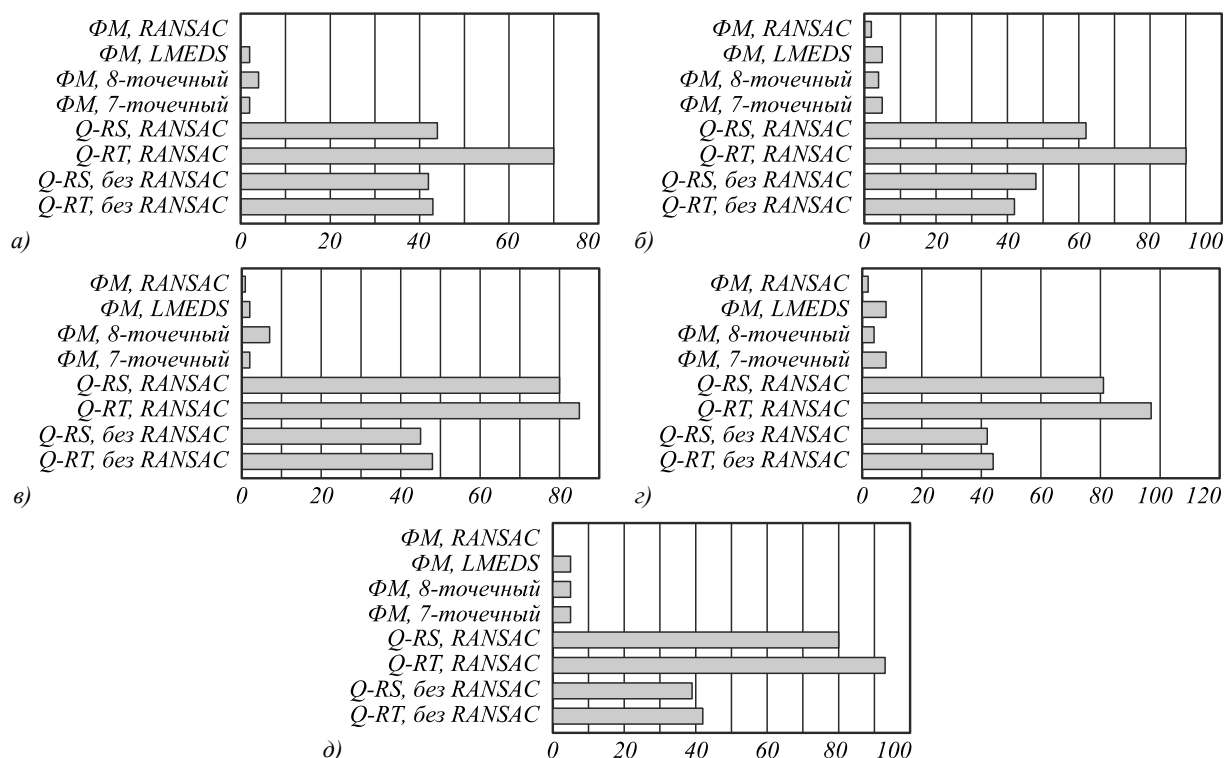 ФМ, RANSAC
ФМ, LMEDS
ФМ, 8-точечный
ФМ, 7-точечный
Q-RS, RANSAC
Q-RT, RANSAC
Q-RS, без RANSAC
Q-RT, без RANSAC
0 20 40 60 80
а)
ФМ, RANSAC
ФМ, LMEDS
ФМ, 8-точечный
ФМ, 7-точечный
Q-RS, RANSAC
Q-RT, RANSAC
Q-RS, без RANSAC
Q-RT, без RANSAC
0 20 40 60 80 100
б)
ФМ, RANSAC
ФМ, LMEDS
ФМ, 8-точечный
ФМ, 7-точечный
Q-RS, RANSAC
Q-RT, RANSAC
Q-RS, без RANSAC
Q-RT, без RANSAC
0 20 40 60 80
в)
ФМ, RANSAC
ФМ, LMEDS
ФМ, 8-точечный
ФМ, 7-точечный
Q-RS, RANSAC
Q-RT, RANSAC
Q-RS, без RANSAC
Q-RT, без RANSAC
0 20 40 60 80 100 120
г)
ФМ, RANSAC
ФМ, LMEDS
ФМ, 8-точечный
ФМ, 7-точечный
Q-RS, RANSAC
Q-RT, RANSAC
Q-RS, без RANSAC
Q-RT, без RANSAC
0 20 40 60 80 100
д)